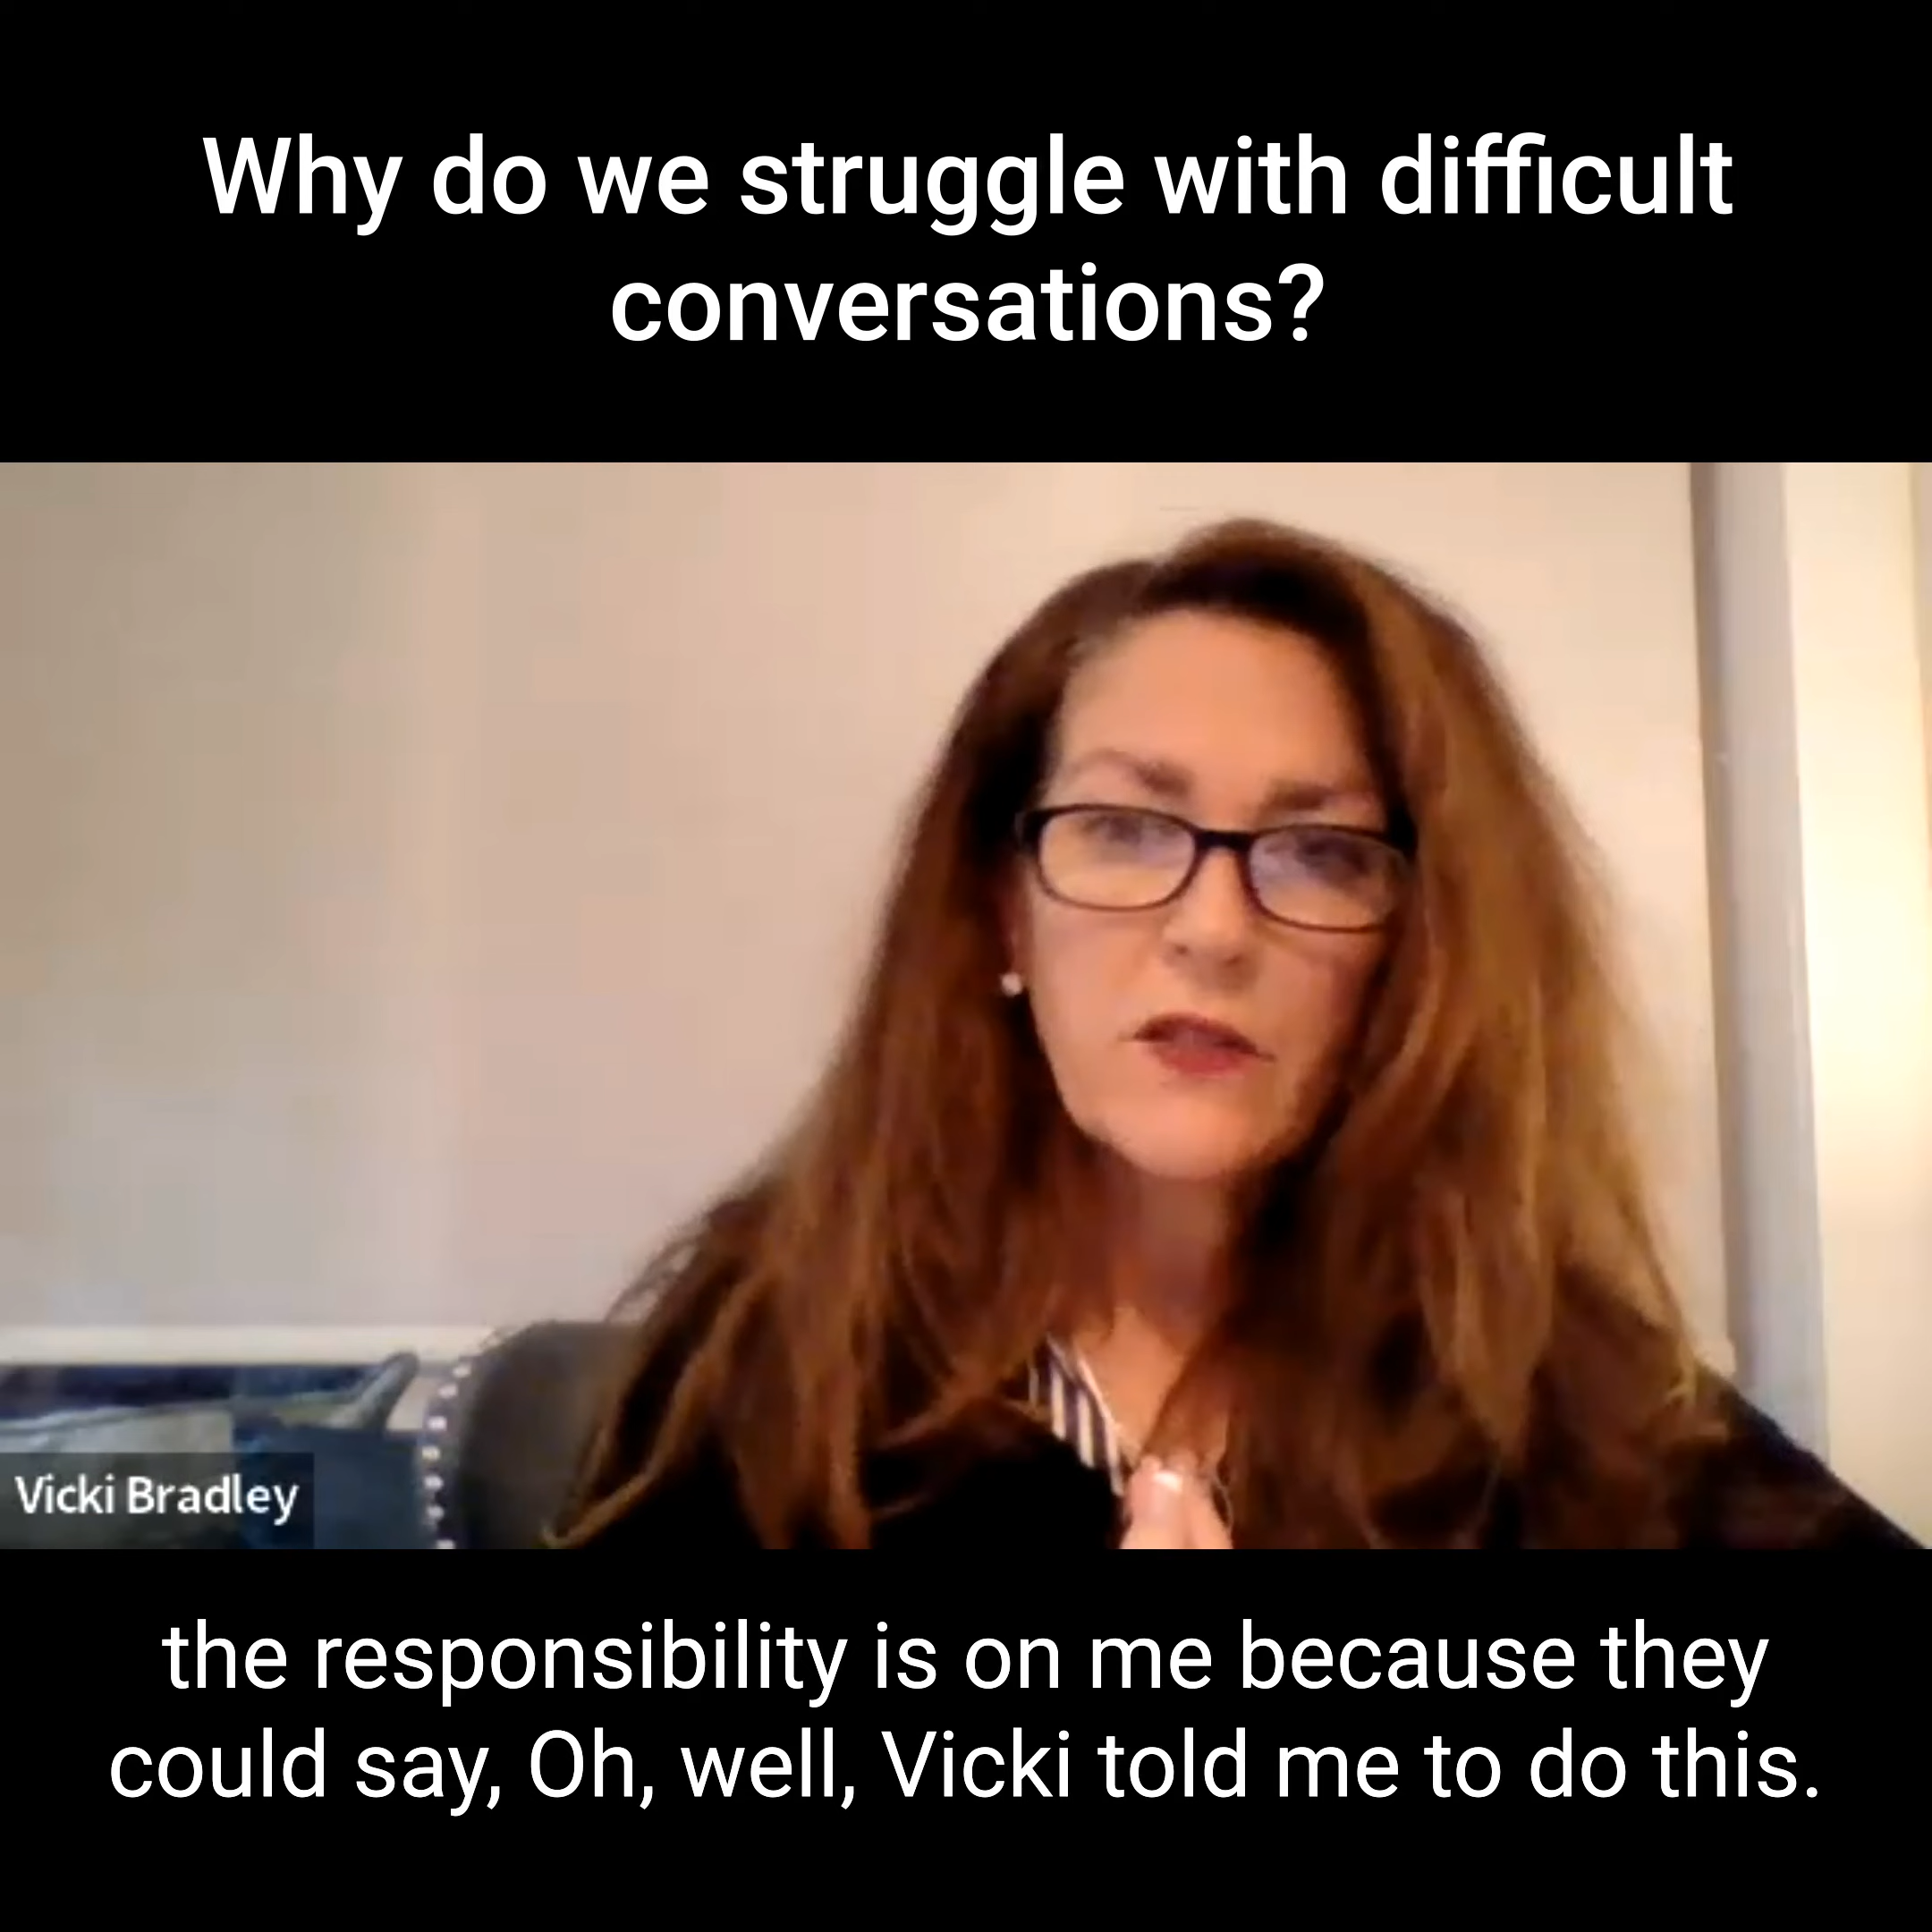 Why do we struggle with difficult
conversations?
Vicki Bradley
the responsibility is on me because they
could say, Oh, well, Vicki told me to do this.